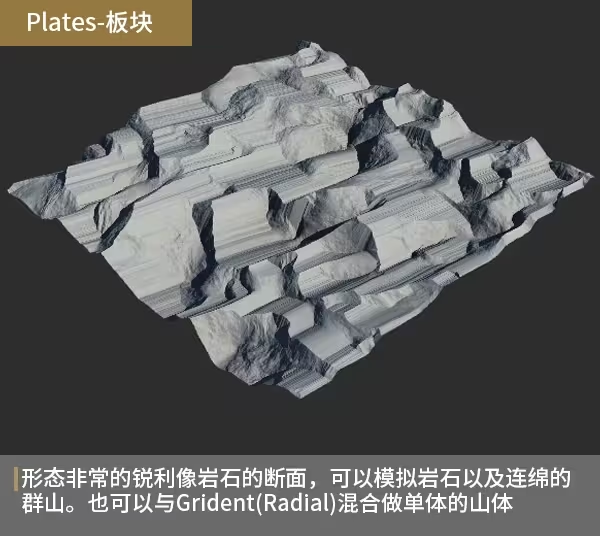 Plates-板块
形态非常的锐利像岩石的断面，可以模拟岩石以及连绵的
群山。也可以与Grident(Radial)混合做单体的山体